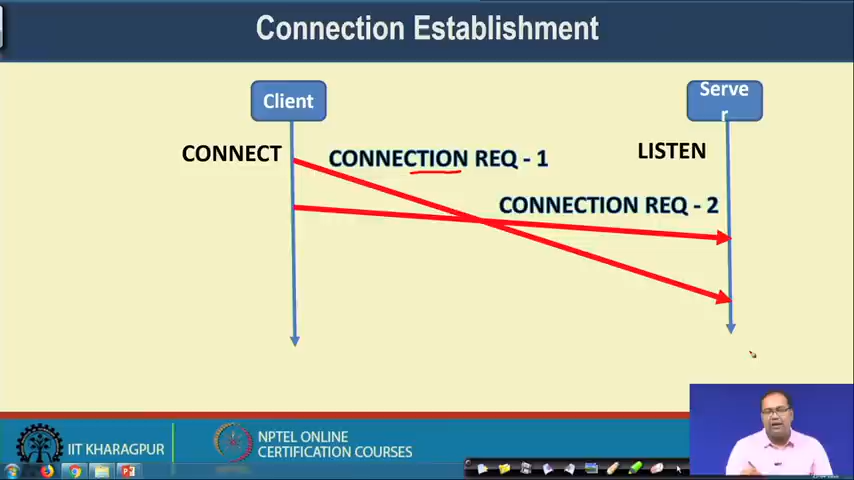 Connection Establishment
Client
Serve
r
CONNECT
CONNECTION REQ - 1
LISTEN
CONNECTION REQ - 2
IIT KHARAGPUR
NPTEL ONLINE
CERTIFICATION COURSES